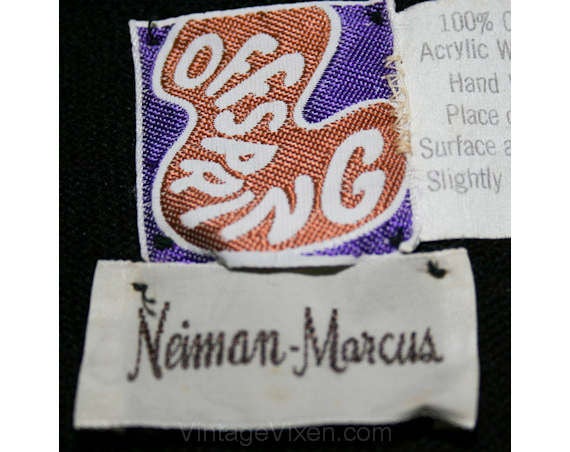 OFFSPRING
100%
Acrylic
Hand
Place
Surface
Slightly
Neiman-Marcus
VintageVixen.com